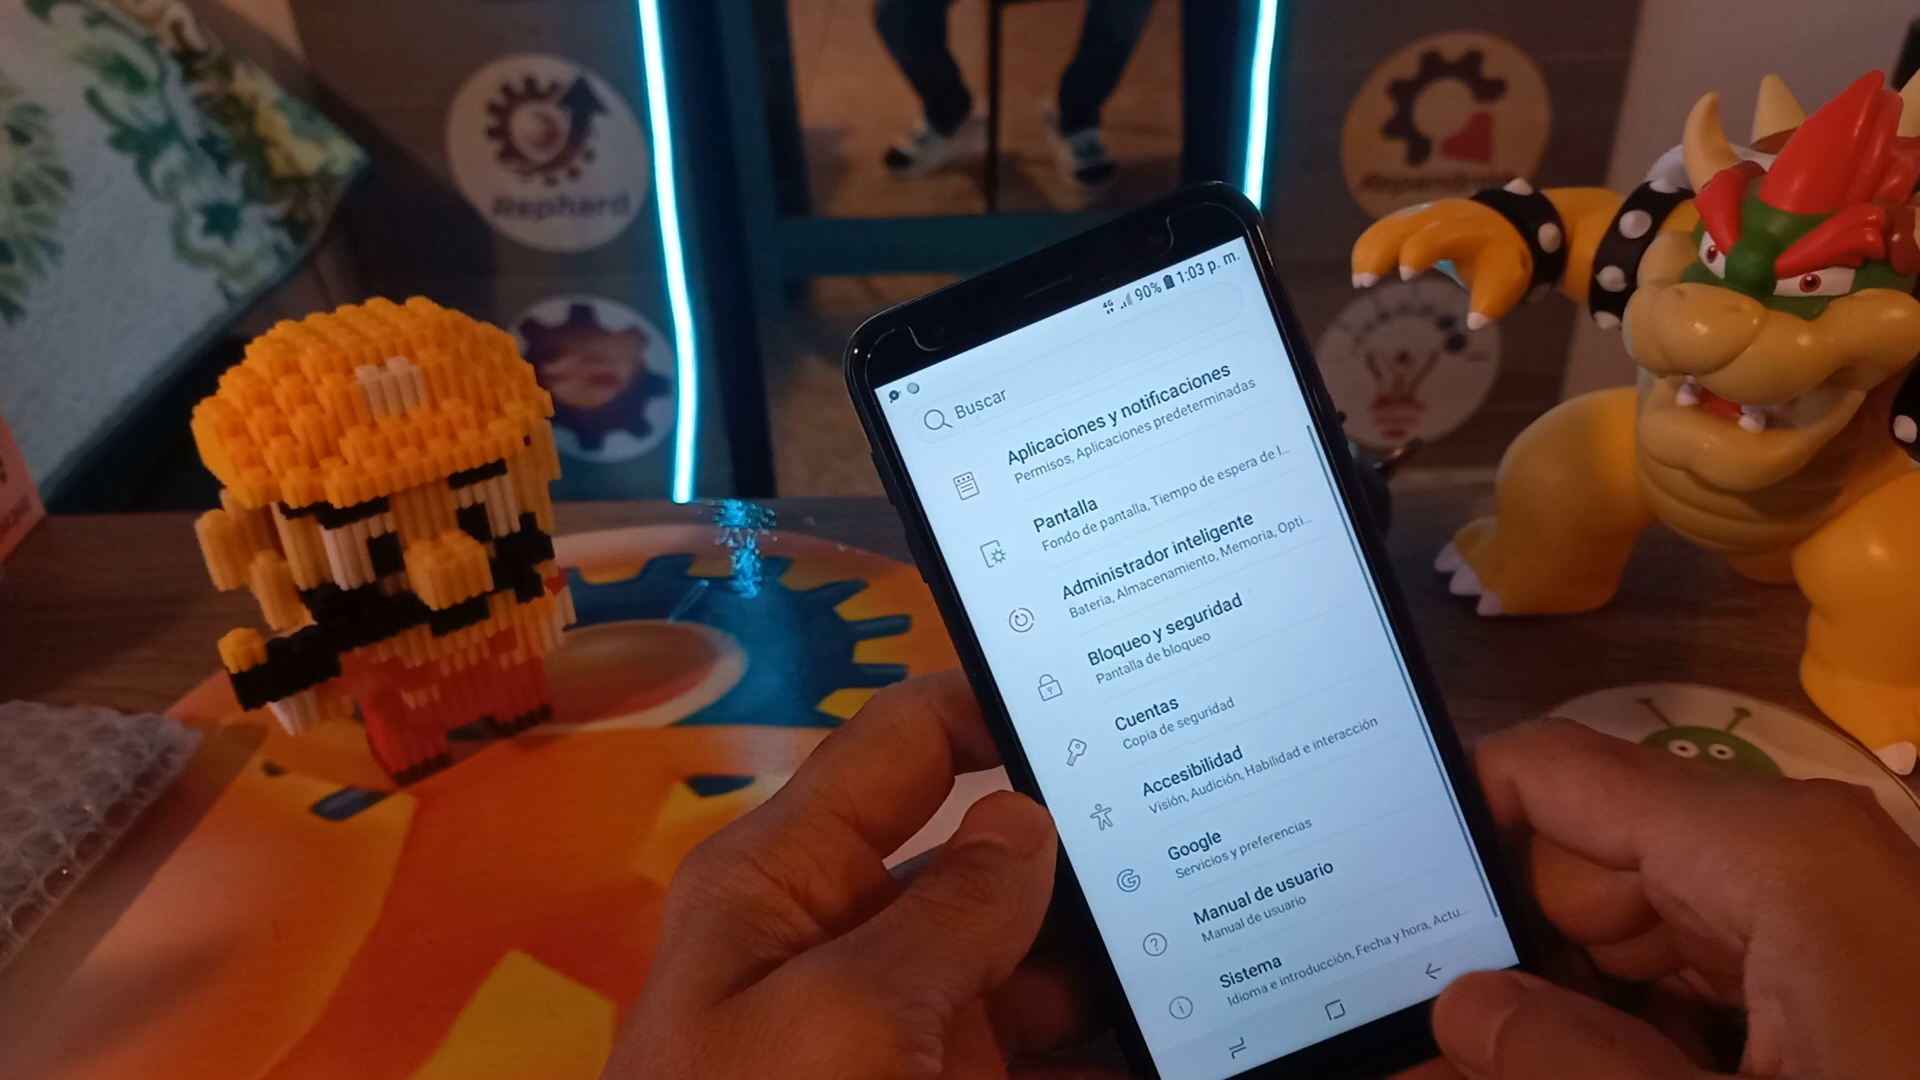 Rephard
4G 90% 1:03 p. m.
Buscar
Aplicaciones y notificaciones
Permisos, Aplicaciones predeterminadas
Pantalla
Fondo de pantalla, Tiempo de espera de l...
Administrador inteligente
Batería, Almacenamiento, Memoria, Opti...
Bloqueo y seguridad
Pantalla de bloqueo
Cuentas
Copia de seguridad
Accesibilidad
Visión, Audición, Habilidad e interacción
Google
Servicios y preferencias
Manual de usuario
Manual de usuario
Sistema
Idioma e introducción, Fecha y hora, Actu...